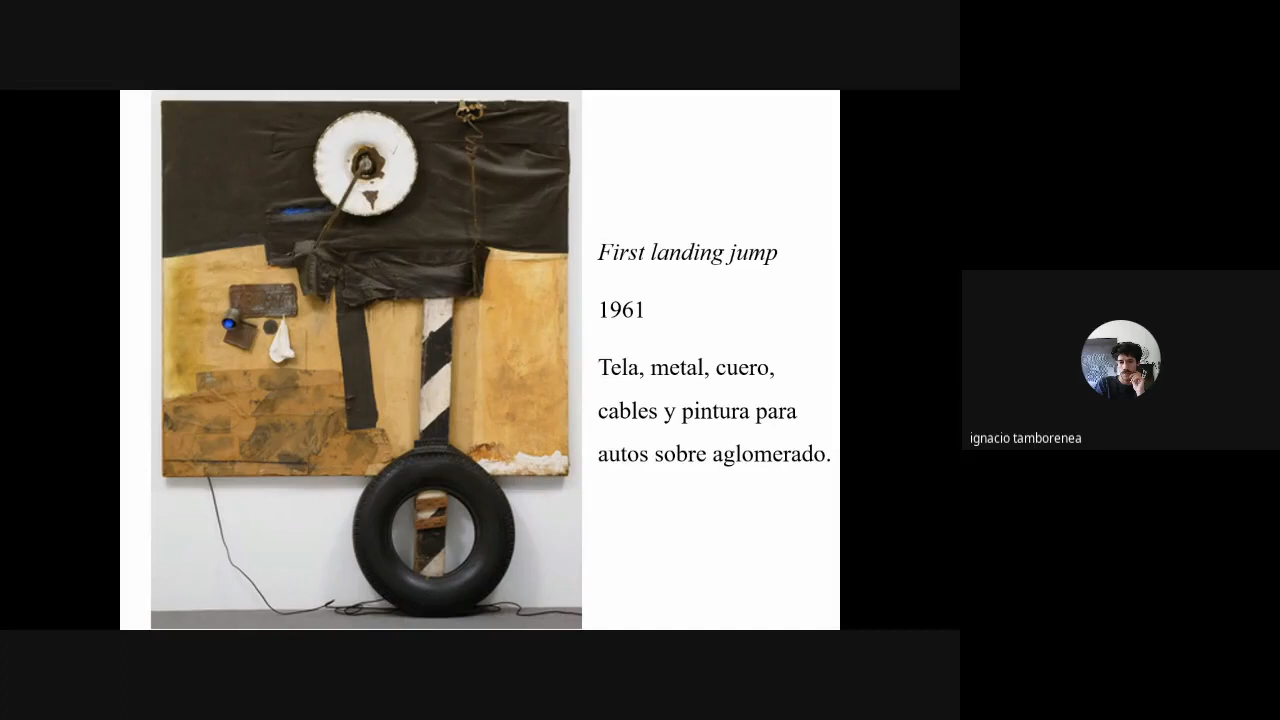 First landing jump
1961
Tela, metal, cuero,
cables y pintura para
autos sobre aglomerado.
ignacio tamborenea